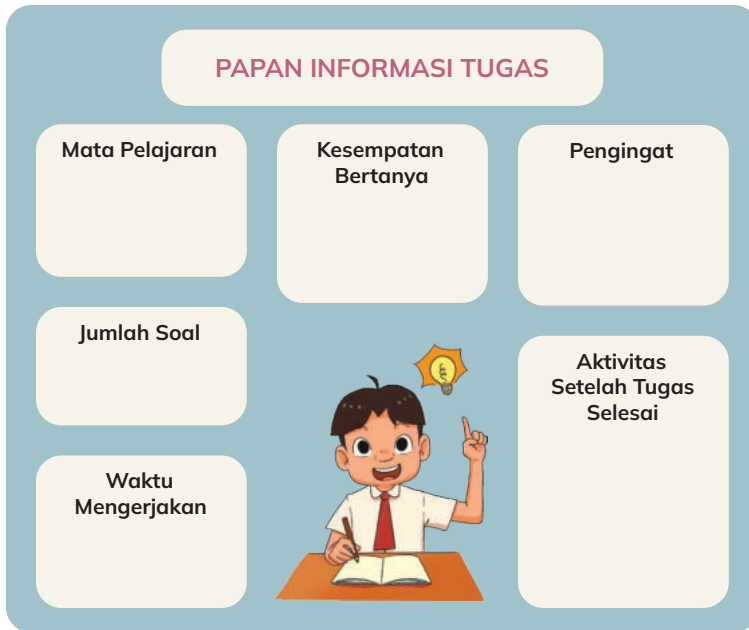 PAPAN INFORMASI TUGAS
Mata Pelajaran
Kesempatan
Bertanya
Pengingat
Jumlah Soal
Aktivitas
Setelah Tugas
Selesai
Waktu
Mengerjakan